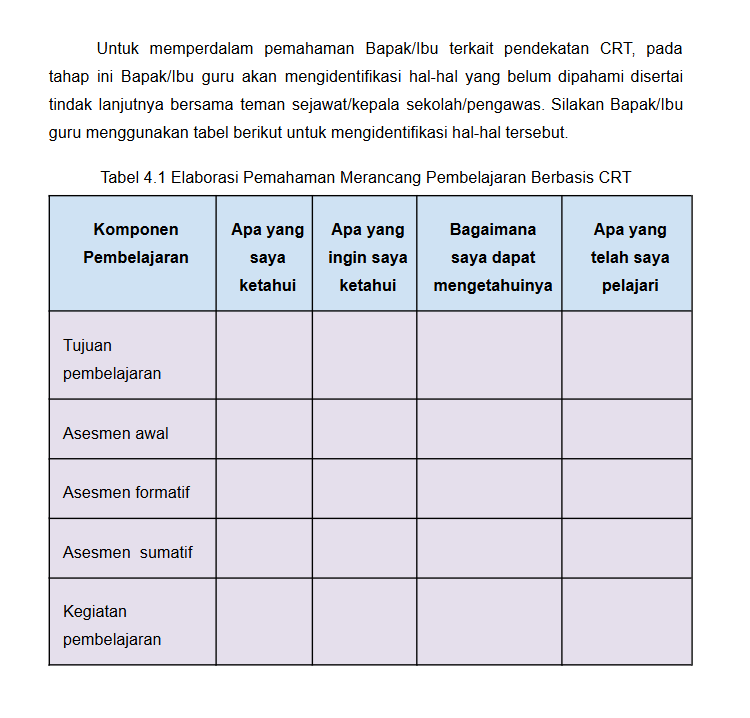 Untuk memperdalam pemahaman Bapak/Ibu terkait pendekatan CRT, pada
tahap ini Bapak/Ibu guru akan mengidentifikasi hal-hal yang belum dipahami disertai
tindak lanjutnya bersama teman sejawat/kepala sekolah/pengawas. Silakan Bapak/Ibu
guru menggunakan tabel berikut untuk mengidentifikasi hal-hal tersebut.
Tabel 4.1 Elaborasi Pemahaman Merancang Pembelajaran Berbasis CRT
Komponen
Pembelajaran
Apa yang
saya
ketahui
Apa yang
ingin saya
ketahui
Bagaimana
saya dapat
mengetahuinya
Apa yang
telah saya
pelajari
Tujuan
pembelajaran
Asesmen awal
Asesmen formatif
Asesmen  sumatif
Kegiatan
pembelajaran